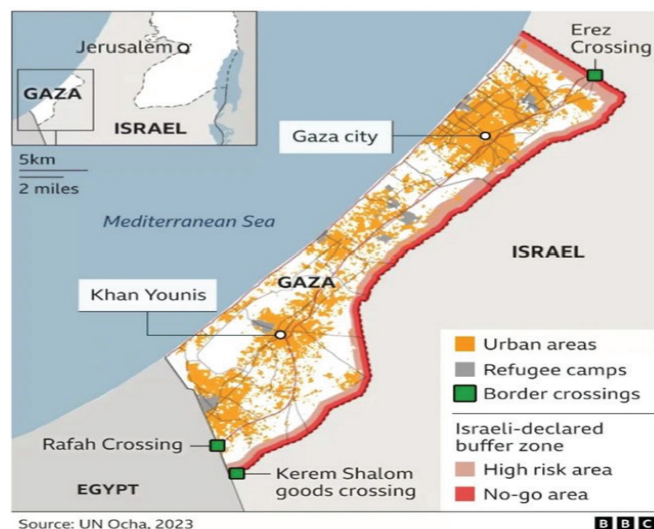 Jerusalem
GAZA
ISRAEL
5km
2 miles
Erez
Crossing
Gaza city
Mediterranean Sea
ISRAEL
GAZA
Khan Younis
Urban areas
Refugee camps
Border crossings
Israeli-declared
buffer zone
High risk area
No-go area
Rafah Crossing
Kerem Shalom
goods crossing
EGYPT
Source: UN Ocha, 2023
BBC